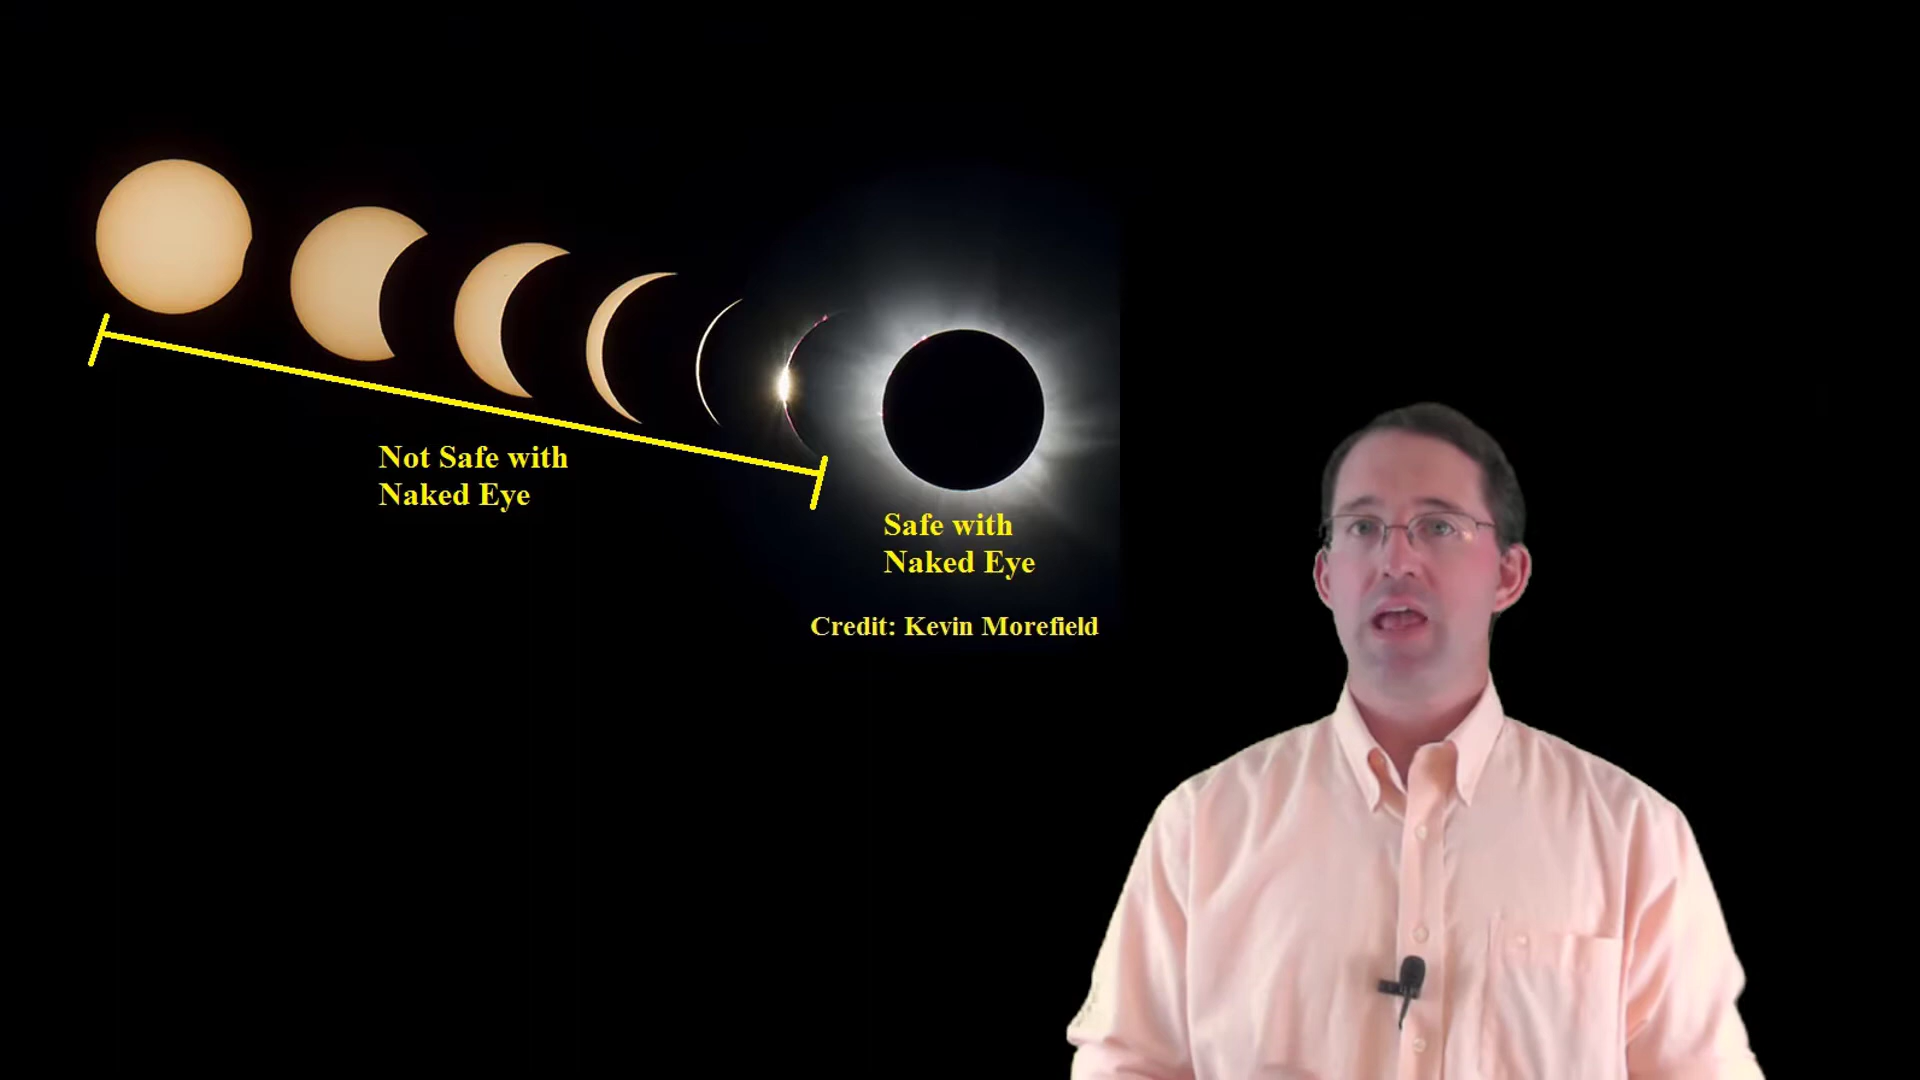 Not Safe with
Naked Eye
Safe with
Naked Eye
Credit: Kevin Morefield